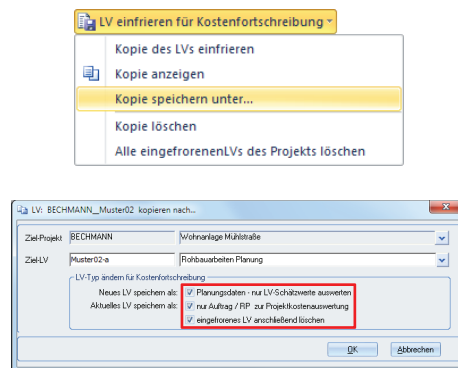 LV einfrieren für Kostenfortschreibung
Kopie des LVs einfrieren
Kopie anzeigen
Kopie speichern unter...
Kopie löschen
Alle eingefrorenenLVs des Projekts löschen
LV: BECHMANN__Muster02 kopieren nach...
Ziel-Projekt BECHMANN Wohnanlage Mühlstraße
Ziel-LV Muster02-a Rohbauarbeiten Planung
LV-Typ ändern für Kostenfortschreibung
Neues LV speichern als: Planungsdaten - nur LV-Schätzwerte auswerten
Aktuelles LV speichern als: nur Auftrag / RP zur Projektkostenauswertung
eingefrorenes LV anschließend löschen
OK Abbrechen